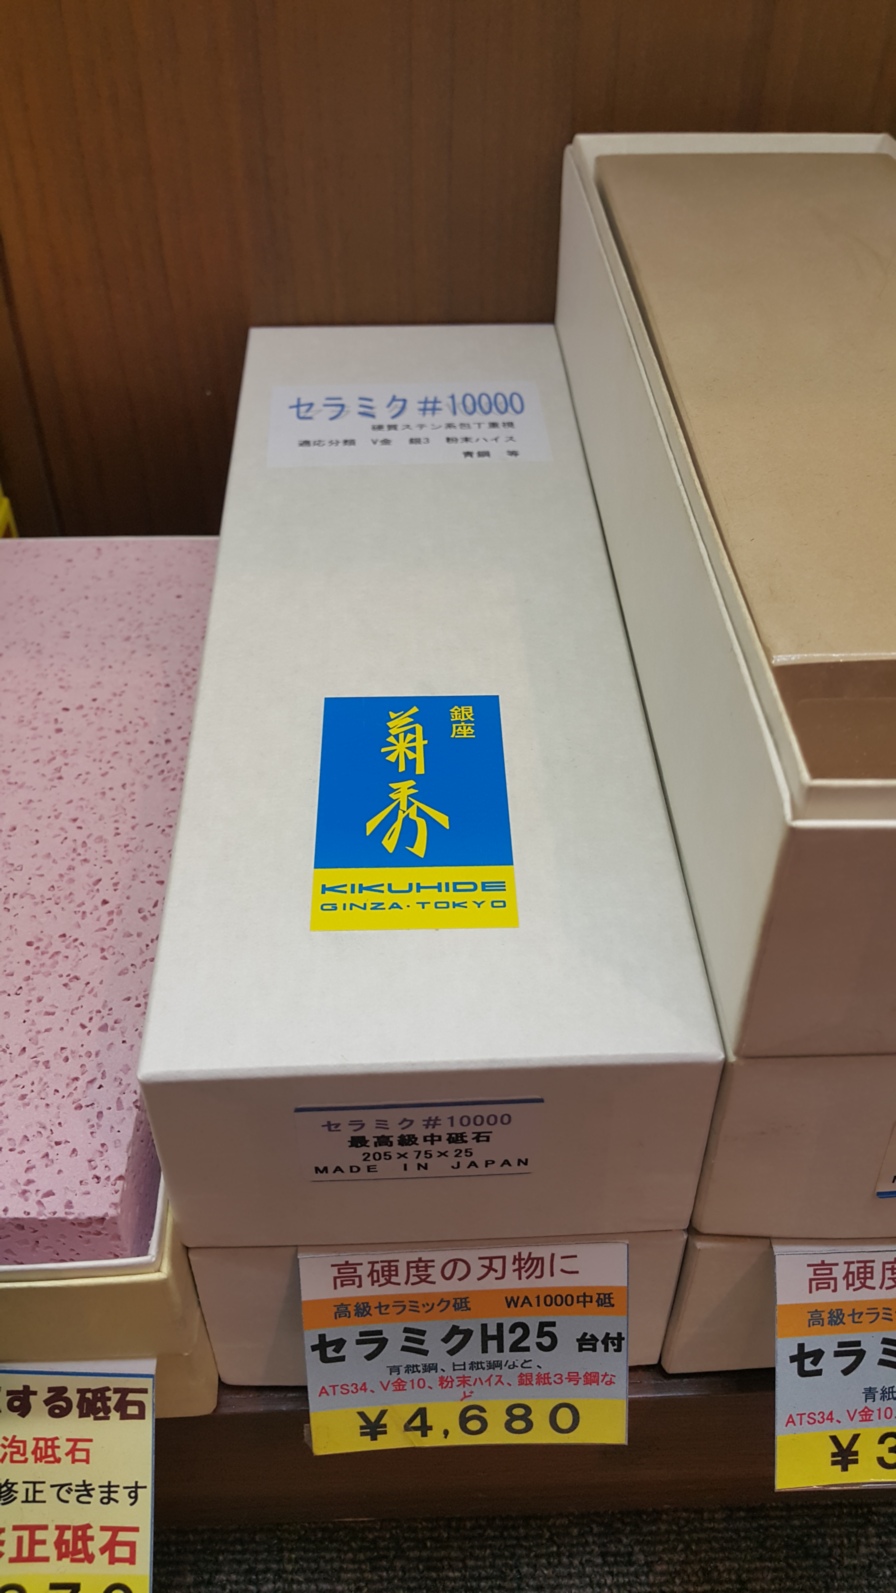 セラミク#10000
硬質ステン系包丁重視
適応分類 V金 銀3 粉末ハイス
青鋼 等
銀座
菊秀
KIKUHIDE
GINZA・TOKYO
セラミク#10000
最高級中砥石
205×75×25
MADE IN JAPAN
高硬度の刃物に
高級セラミック砥 WA1000中砥
セラミクH25 台付
青紙鋼、白紙鋼など、
ATS34、V金10、粉末ハイス、銀紙3号鋼な
ど
¥4,680
する砥石
泡砥石
修正できます
正砥石
高硬度
高級セラミ
セラミ
青紙
ATS34、V金10、
¥3